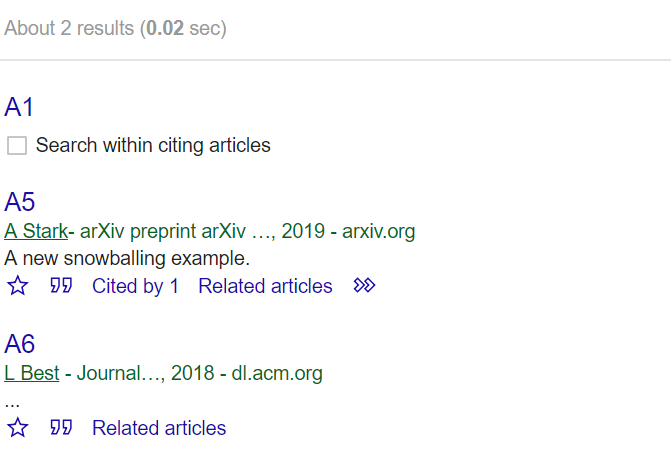 About 2 results (0.02 sec)
A1
Search within citing articles
A5
A Stark- arXiv preprint arXiv …, 2019 - arxiv.org
A new snowballing example.
Cited by 1 Related articles
A6
L Best - Journal…, 2018 - dl.acm.org
...
Related articles